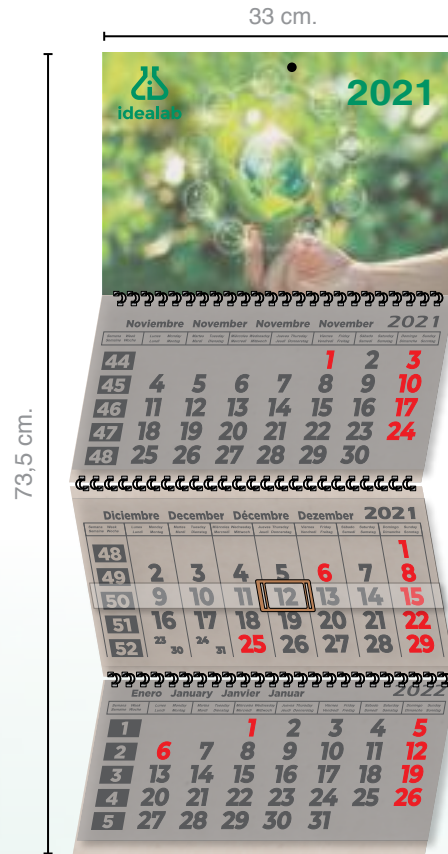 33 cm.
73,5 cm.
idealab
2021
Noviembre November Novembre November 2021
44 1 2 3
45 4 5 6 7 8 9 10
46 11 12 13 14 15 16 17
47 18 19 20 21 22 23 24
48 25 26 27 28 29 30
Diciembre December Décembre Dezember 2021
48 1
49 2 3 4 5 6 7 8
50 9 10 11 12 13 14 15
51 16 17 18 19 20 21 22
52 23 30 24 31 25 26 27 28 29
Enero January Janvier Januar 2022
1 1 2 3 4 5
2 6 7 8 9 10 11 12
3 13 14 15 16 17 18 19
4 20 21 22 23 24 25 26
5 27 28 29 30 31